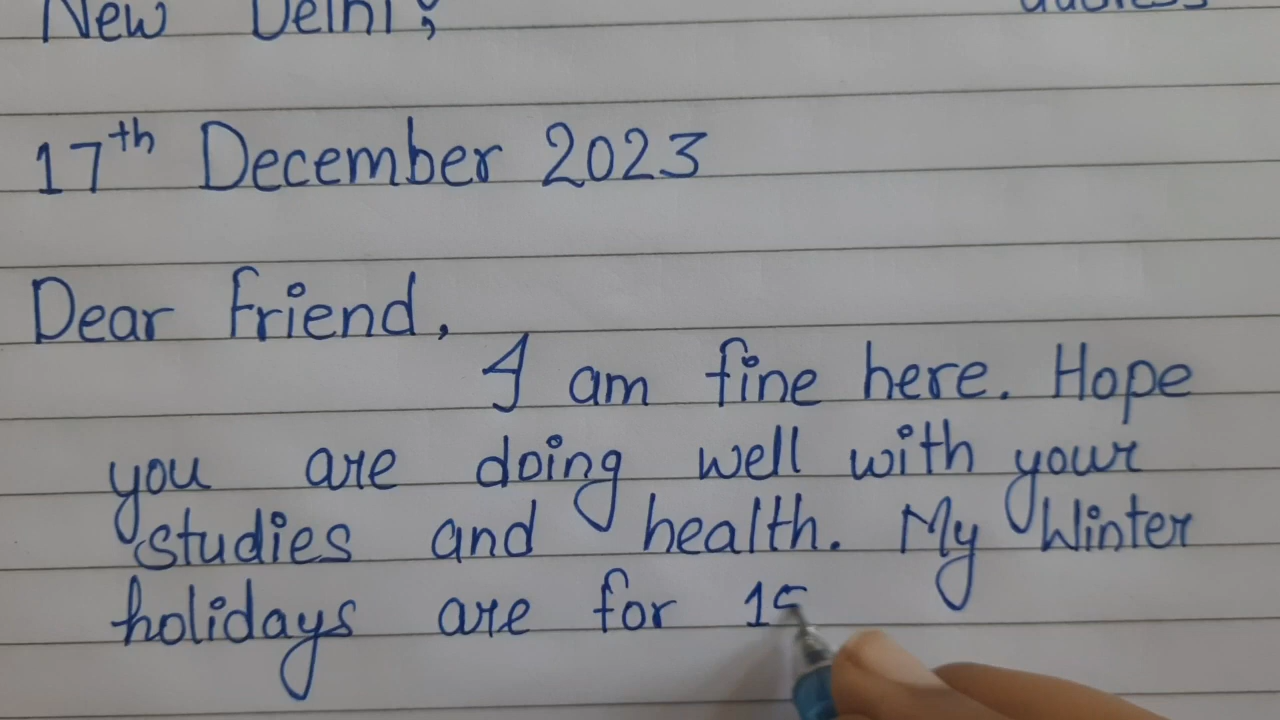 New Delhi;
address
17th December 2023
Dear Friend,
I am fine here. Hope
you are doing well with your
studies and health. My Winter
holidays are for